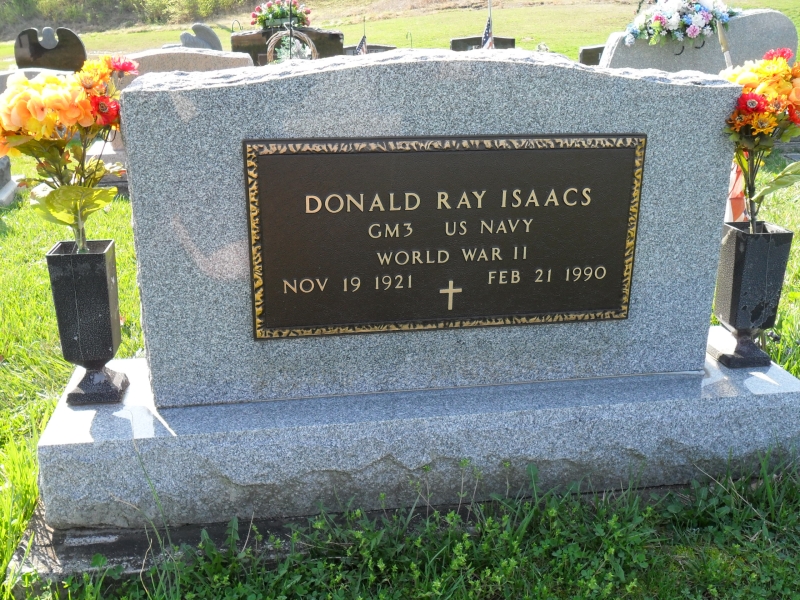 DONALD RAY ISAACS
GM3 US NAVY
WORLD WAR II
NOV 19 1921 FEB 21 1990